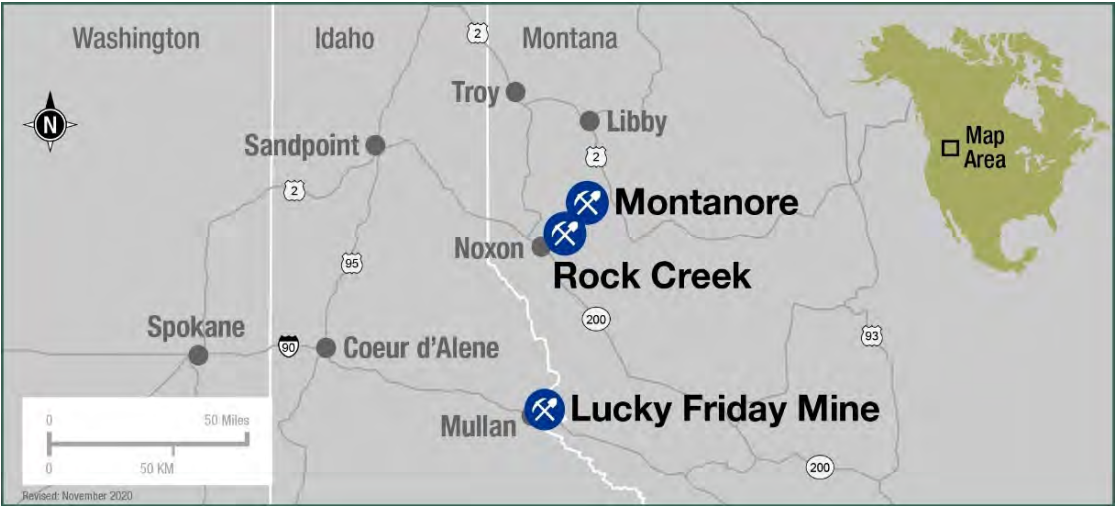 Washington
Idaho
Montana
2
Troy
Libby
N
Map
Area
Sandpoint
2
2
Montanore
Noxon
Rock Creek
95
200
Spokane
90
Coeur d'Alene
93
Lucky Friday Mine
Mullan
0
50 Miles
0
50 KM
200
Revised: November 2020